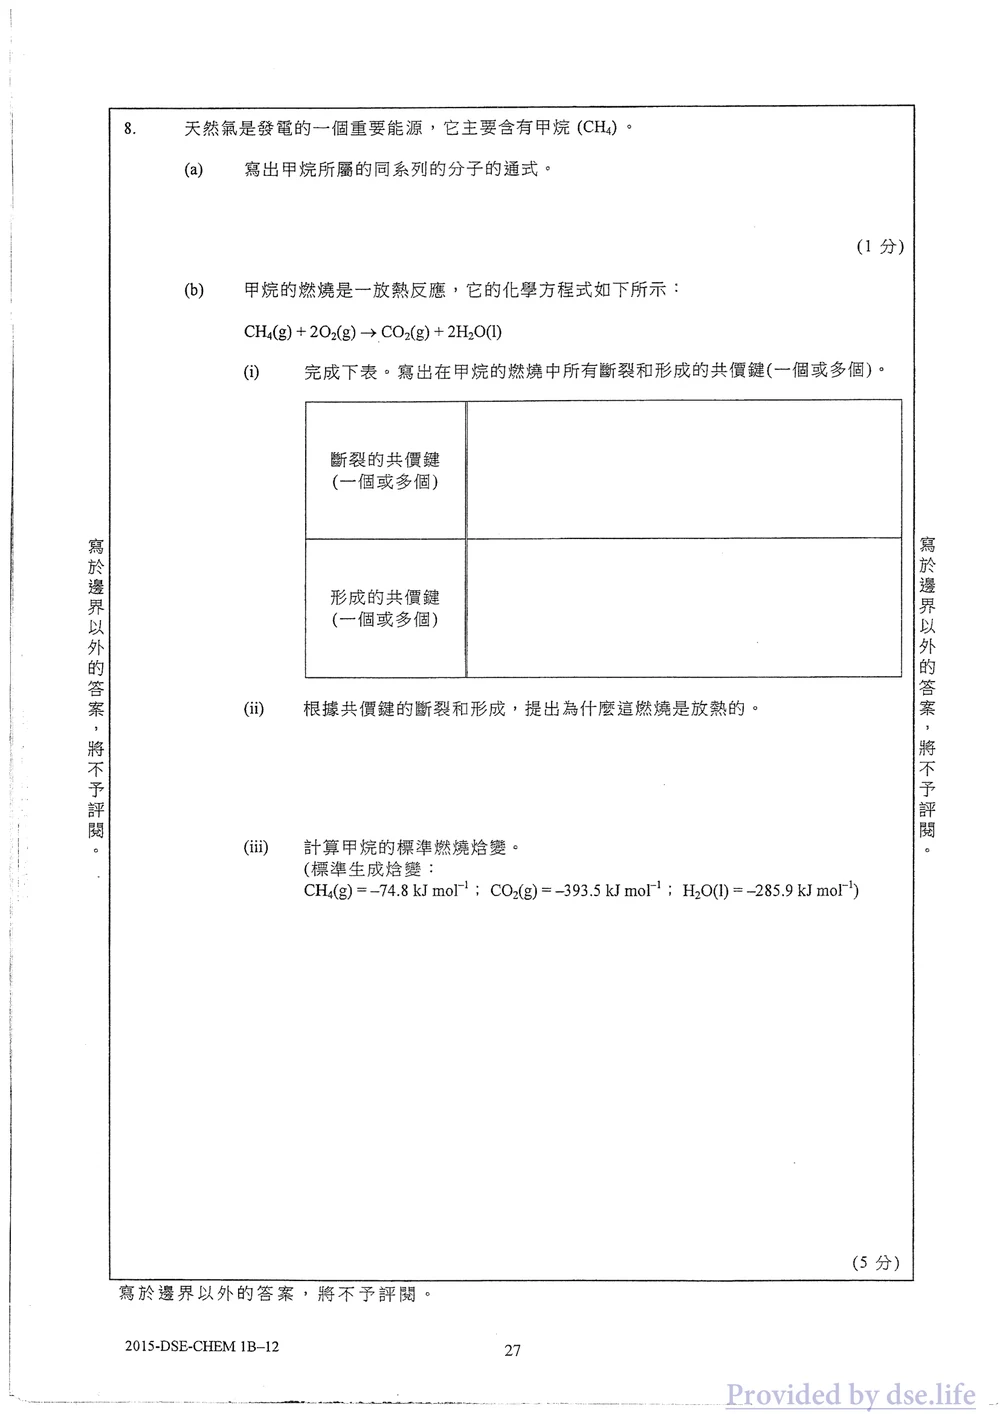 8. 天然氣是發電的一個重要能源，它主要含有甲烷 (CH₄) 。
(a) 寫出甲烷所屬的同系列的分子的通式。
(1 分)
(b) 甲烷的燃燒是一放熱反應，它的化學方程式如下所示：
CH₄(g) + 2O₂(g) → CO₂(g) + 2H₂O(l)
(i) 完成下表。寫出在甲烷的燃燒中所有斷裂和形成的共價鍵(一個或多個)。
斷裂的共價鍵
(一個或多個)
形成的共價鍵
(一個或多個)
(ii) 根據共價鍵的斷裂和形成，提出為什麼這燃燒是放熱的。
(iii) 計算甲烷的標準燃燒焓變。
(標準生成焓變：
CH₄(g) = –74.8 kJ mol⁻¹； CO₂(g) = –393.5 kJ mol⁻¹； H₂O(l) = –285.9 kJ mol⁻¹)
(5 分)
寫於邊界以外的答案，將不予評閱。
寫於邊界以外的答案，將不予評閱。
寫於邊界以外的答案，將不予評閱。
2015-DSE-CHEM 1B–12
27
Provided by dse.life